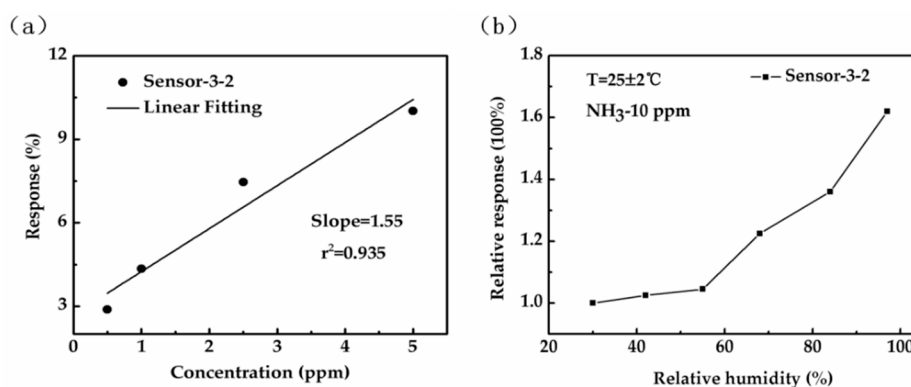 (a)
12
9
6
3
Response (%)
Sensor-3-2
Linear Fitting
Slope=1.55
r²=0.935
0 1 2 3 4 5
Concentration (ppm)
(b)
1.8
1.6
1.4
1.2
1.0
Relative response (100%)
T=25±2℃
NH₃-10 ppm
Sensor-3-2
20 40 60 80 100
Relative humidity (%)